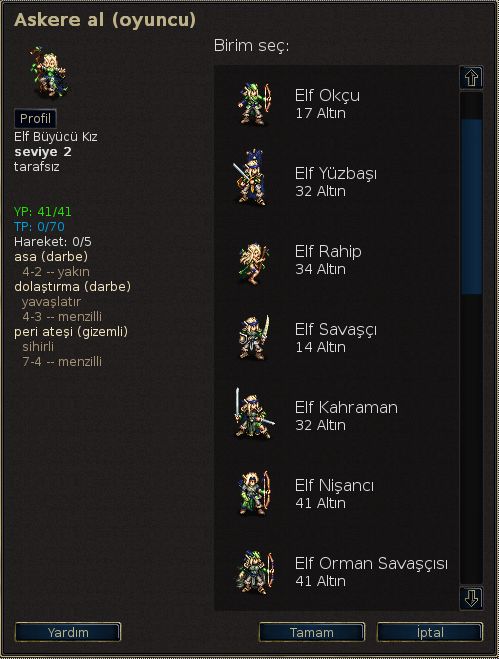 Askere al (oyuncu)
Profil
Elf Büyücü Kız
seviye 2
tarafsız
YP: 41/41
TP: 0/70
Hareket: 0/5
asa (darbe)
4-2 -- yakın
dolaştırma (darbe)
yavaşlatır
4-3 -- menzilli
peri ateşi (gizemli)
sihirli
7-4 -- menzilli
Birim seç:
Elf Okçu
17 Altın
Elf Yüzbaşı
32 Altın
Elf Rahip
34 Altın
Elf Savaşçı
14 Altın
Elf Kahraman
32 Altın
Elf Nişancı
41 Altın
Elf Orman Savaşçısı
41 Altın
Yardım
Tamam
İptal